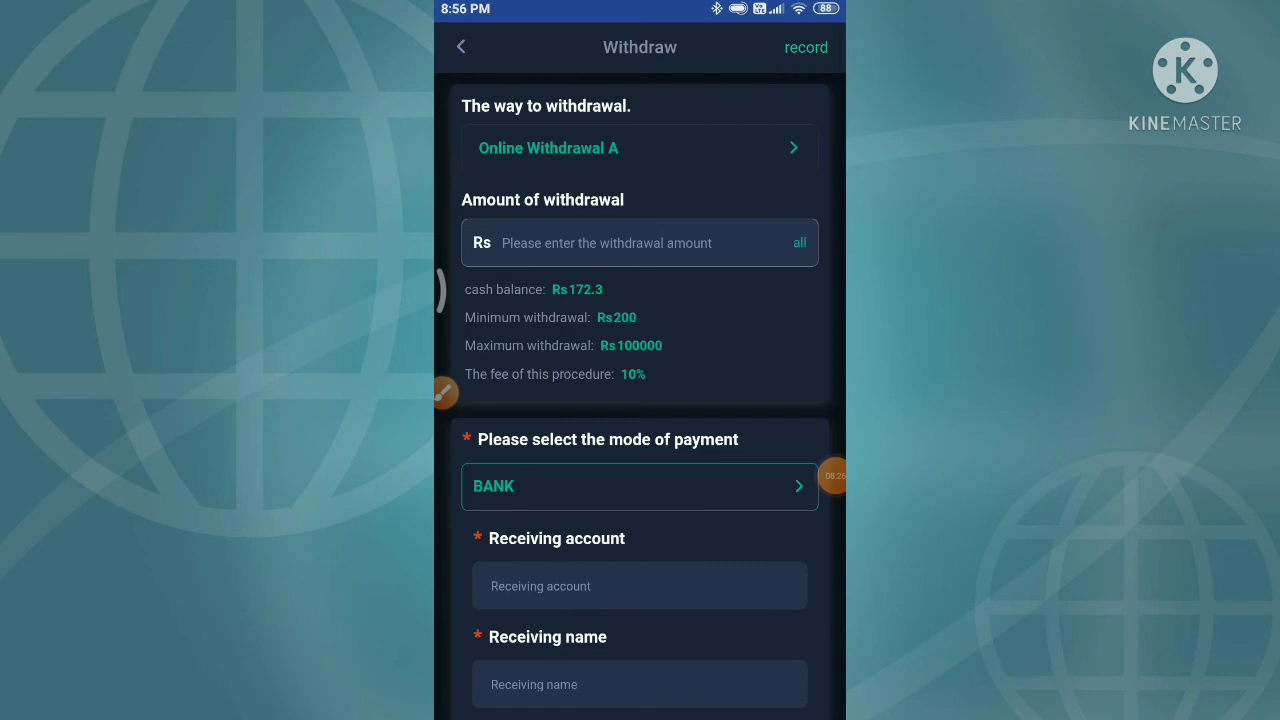 8:56 PM
88
Withdraw
record
KINEMASTER
The way to withdrawal.
Online Withdrawal A
Amount of withdrawal
Rs Please enter the withdrawal amount all
cash balance: Rs172.3
Minimum withdrawal: Rs200
Maximum withdrawal: Rs100000
The fee of this procedure: 10%
* Please select the mode of payment
BANK
08:26
* Receiving account
Receiving account
* Receiving name
Receiving name